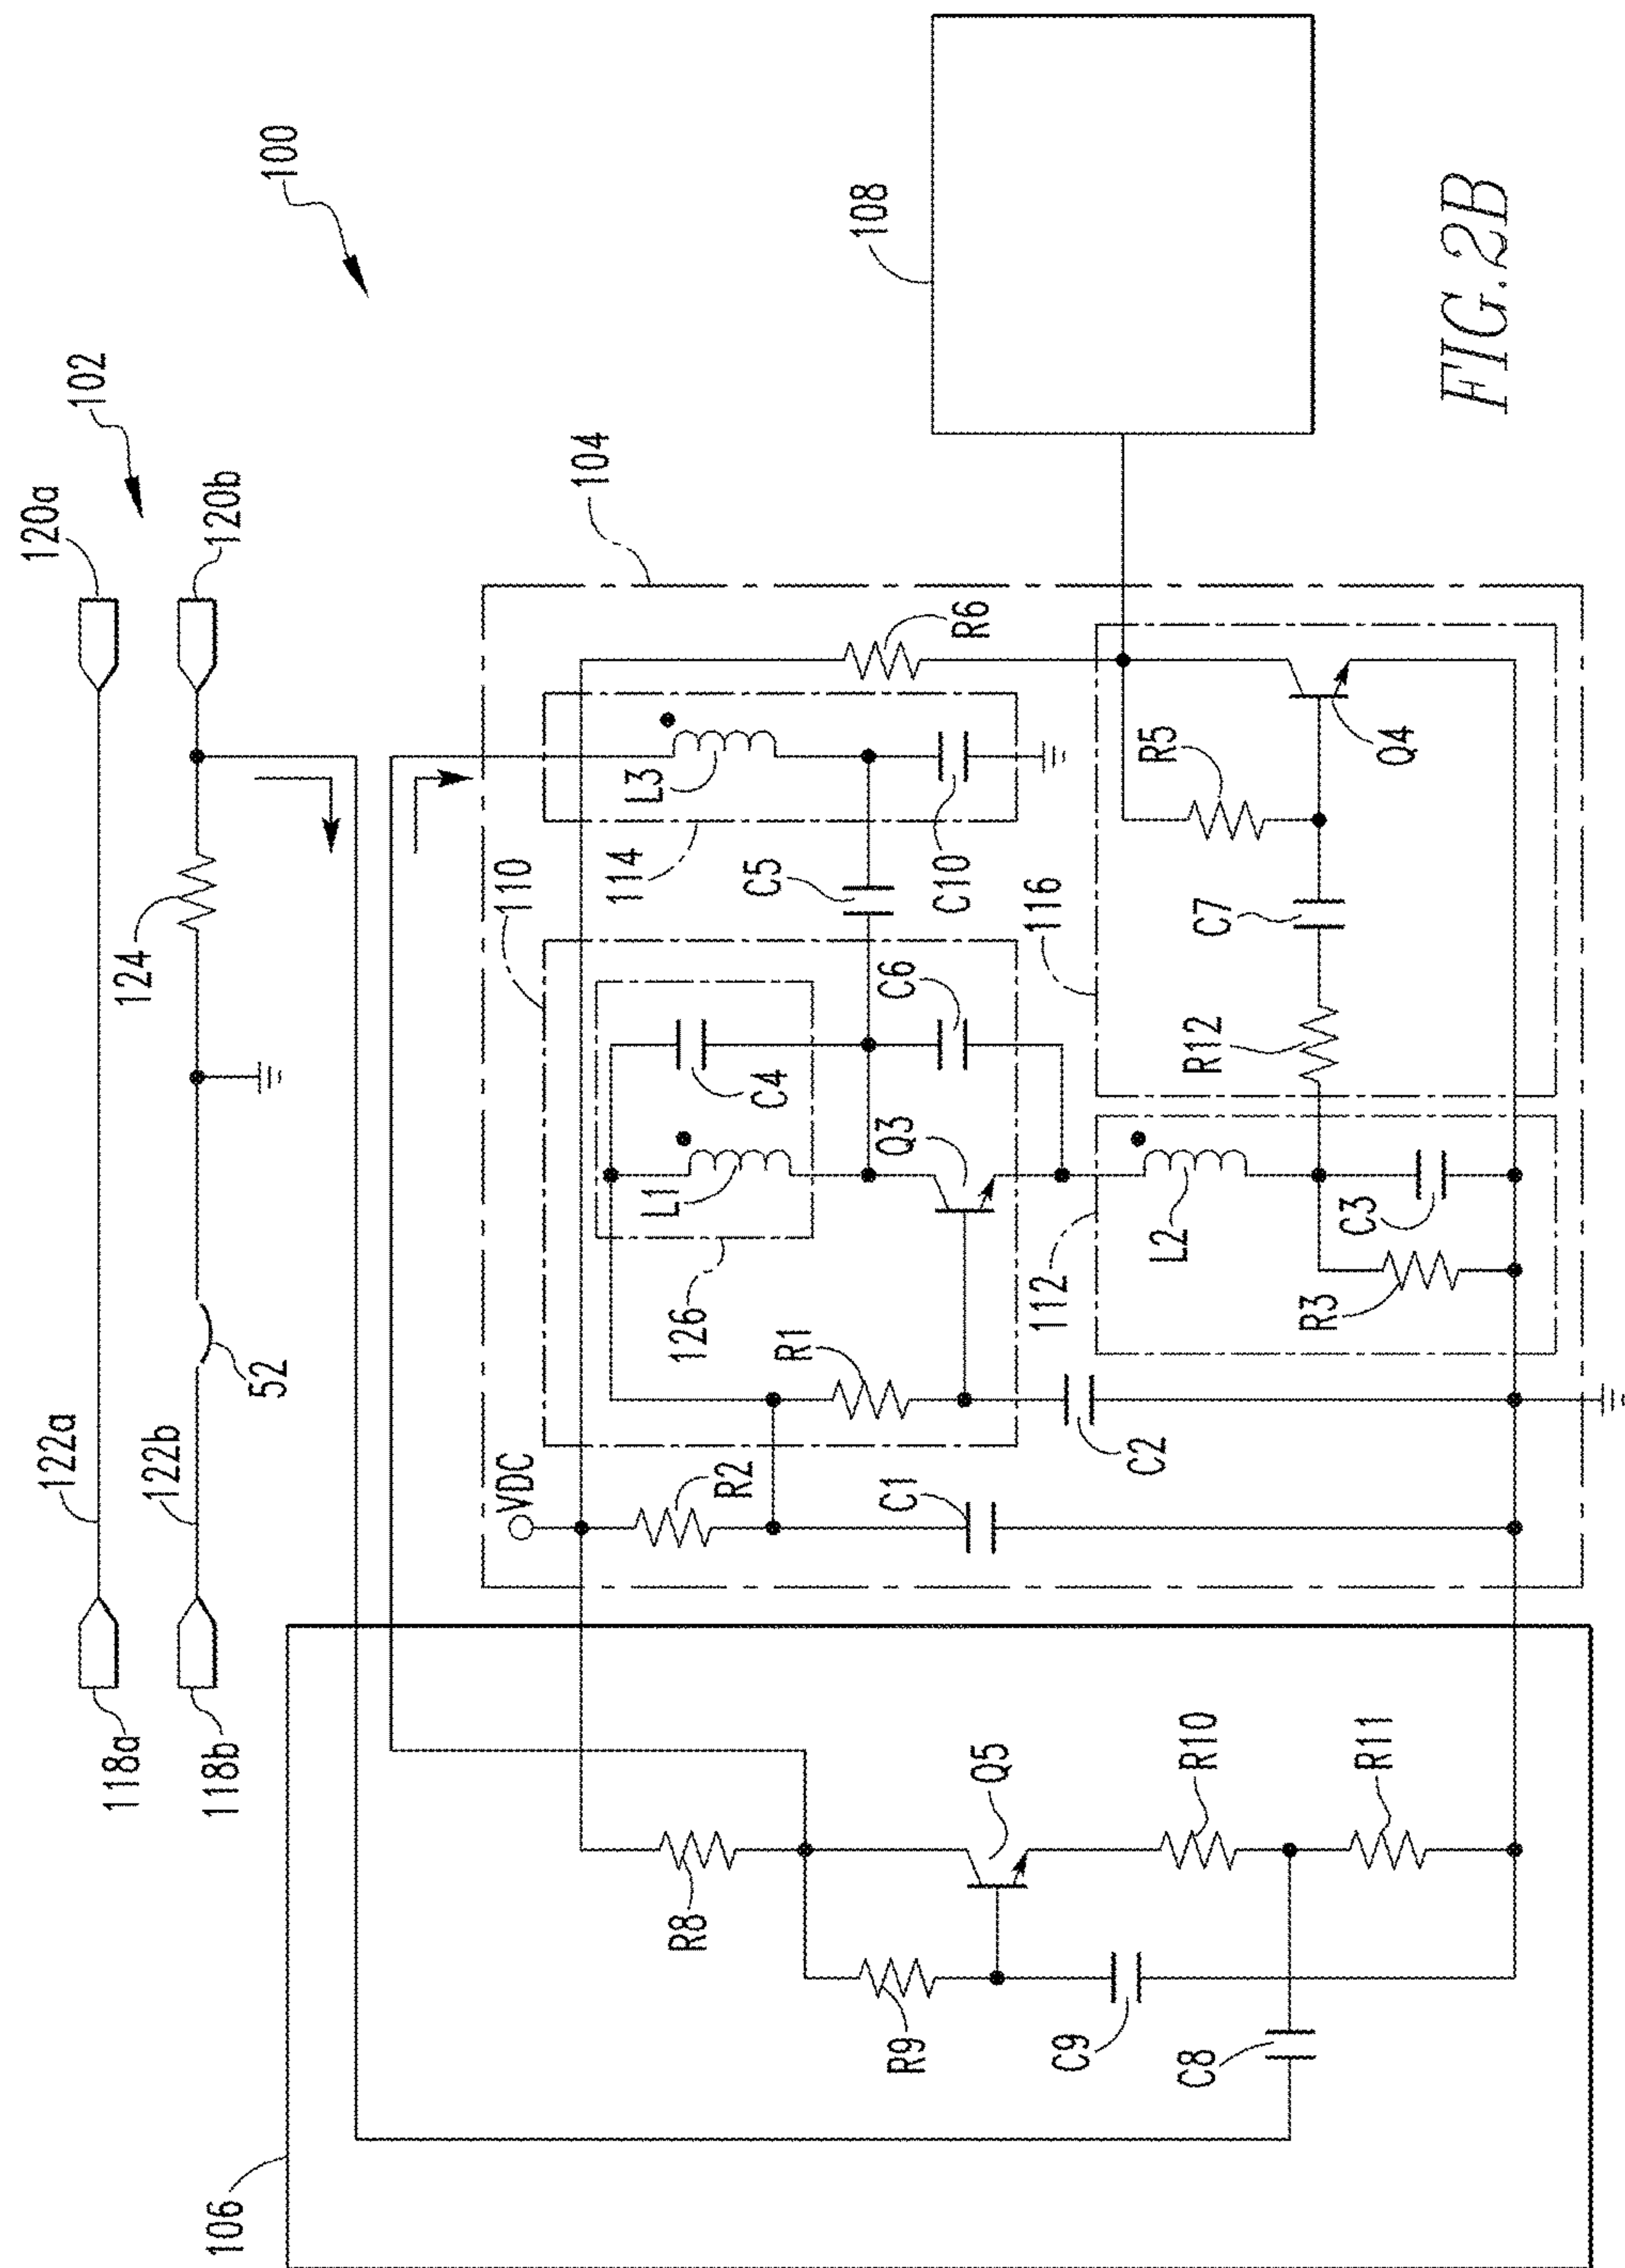 100
102
120a
120b
122a
122b
118a
118b
52
124
104
108
110
114
116
112
126
106
VDC
R2
C1
R1
C2
L1
C4
Q3
C6
C5
L3
C10
R6
R5
Q4
C7
R12
L2
C3
R3
R8
R9
Q5
C9
C8
R10
R11
FIG.2B